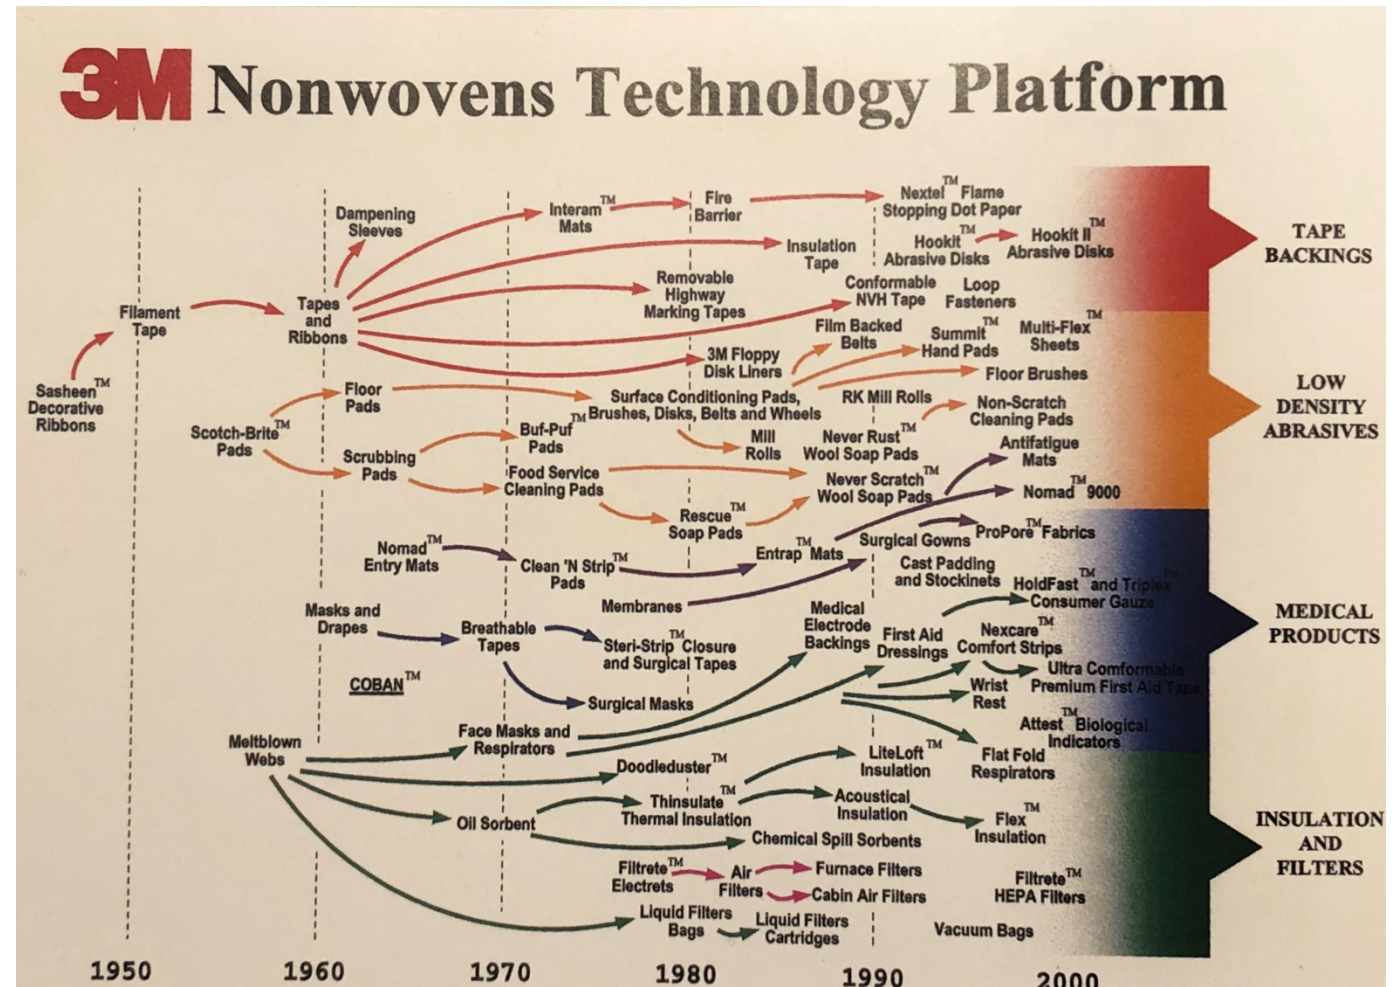 3M Nonwovens Technology Platform
Dampening
Sleeves
Interam™
Mats
Fire
Barrier
Nextel™ Flame
Stopping Dot Paper
Hookit™
Abrasive Disks
Hookit II™
Abrasive Disks
TAPE
BACKINGS
Insulation
Tape
Filament
Tape
Tapes
and
Ribbons
Removable
Highway
Marking Tapes
Conformable
NVH Tape
Loop
Fasteners
Sasheen™
Decorative
Ribbons
3M Floppy
Disk Liners
Film Backed
Belts
Summit™
Hand Pads
Multi-Flex™
Sheets
Floor Brushes
LOW
DENSITY
ABRASIVES
Scotch-Brite™
Pads
Floor
Pads
Surface Conditioning Pads,
Brushes, Disks, Belts and Wheels
RK Mill Rolls
Non-Scratch
Cleaning Pads
Scrubbing
Pads
Buf-Puf™
Pads
Mill
Rolls
Never Rust™
Wool Soap Pads
Antifatigue
Mats
Food Service
Cleaning Pads
Never Scratch™
Wool Soap Pads
Nomad™ 9000
Rescue™
Soap Pads
Nomad™
Entry Mats
Clean 'N Strip™
Pads
Entrap™ Mats
Surgical Gowns
ProPore™ Fabrics
Membranes
Cast Padding
and Stockinets
HoldFast™ and Triplex™
Consumer Gauze
MEDICAL
PRODUCTS
Masks and
Drapes
Breathable
Tapes
Steri-Strip™ Closure
and Surgical Tapes
Medical
Electrode
Backings
First Aid
Dressings
Nexcare™
Comfort Strips
Ultra Comformable™
Premium First Aid Tape
COBAN™
Surgical Masks
Wrist
Rest
Attest™ Biological
Indicators
Meltblown
Webs
Face Masks and
Respirators
Doodleduster™
LiteLoft™
Insulation
Flat Fold
Respirators
Oil Sorbent
Thinsulate™
Thermal Insulation
Acoustical
Insulation
Flex™
Insulation
INSULATION
AND
FILTERS
Chemical Spill Sorbents
Filtrete™
Electrets
Air
Filters
Furnace Filters
Cabin Air Filters
Filtrete™
HEPA Filters
Liquid Filters
Bags
Liquid Filters
Cartridges
Vacuum Bags
1950 1960 1970 1980 1990 2000